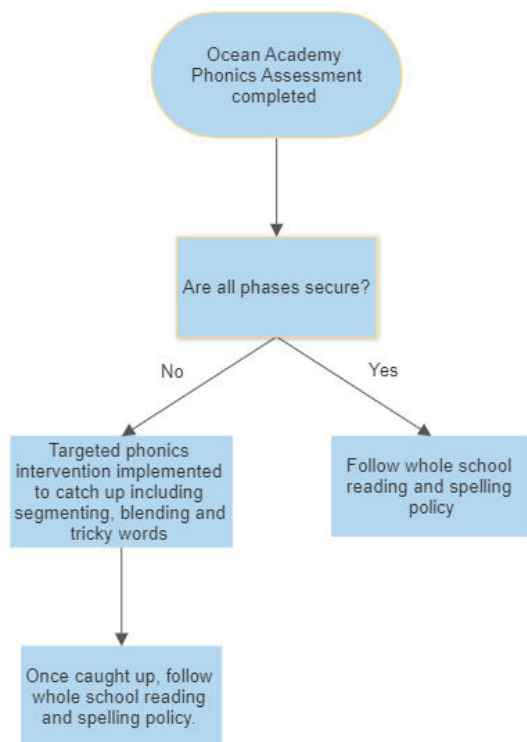 Ocean Academy
Phonics Assessment
completed
Are all phases secure?
No
Yes
Targeted phonics
intervention implemented
to catch up including
segmenting, blending and
tricky words
Follow whole school
reading and spelling
policy
Once caught up, follow
whole school reading
and spelling policy.